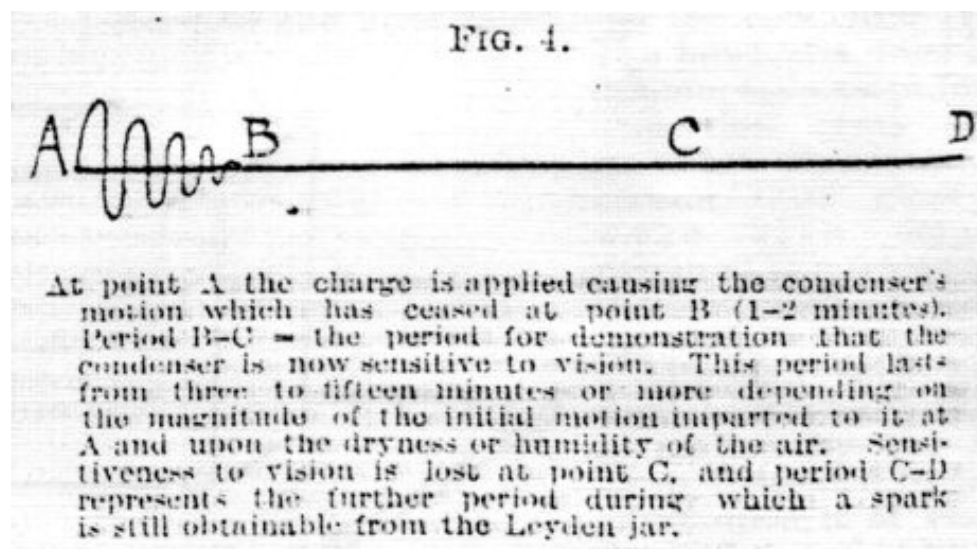 FIG. 4.
A B C D
At point A the charge is applied causing the condenser's
motion which has ceased at point B (1–2 minutes).
Period B–C = the period for demonstration that the
condenser is now sensitive to vision. This period lasts
from three to fifteen minutes or more depending on
the magnitude of the initial motion imparted to it at
A and upon the dryness or humidity of the air. Sensi-
tiveness to vision is lost at point C, and period C–D
represents the further period during which a spark
is still obtainable from the Leyden jar.